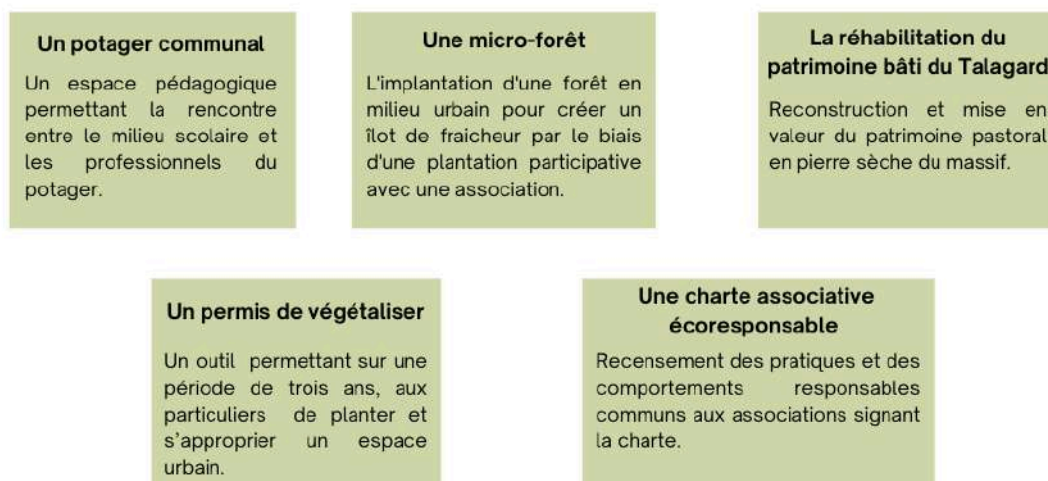 Un potager communal
Un espace pédagogique
permettant la rencontre
entre le milieu scolaire et
les professionnels du
potager.
Une micro-forêt
L'implantation d'une forêt en
milieu urbain pour créer un
îlot de fraicheur par le biais
d'une plantation participative
avec une association.
La réhabilitation du
patrimoine bâti du Talagard
Reconstruction et mise en
valeur du patrimoine pastoral
en pierre sèche du massif.
Un permis de végétaliser
Un outil permettant sur une
période de trois ans, aux
particuliers de planter et
s’approprier un espace
urbain.
Une charte associative
écoresponsable
Recensement des pratiques et des
comportements responsables
communs aux associations signant
la charte.